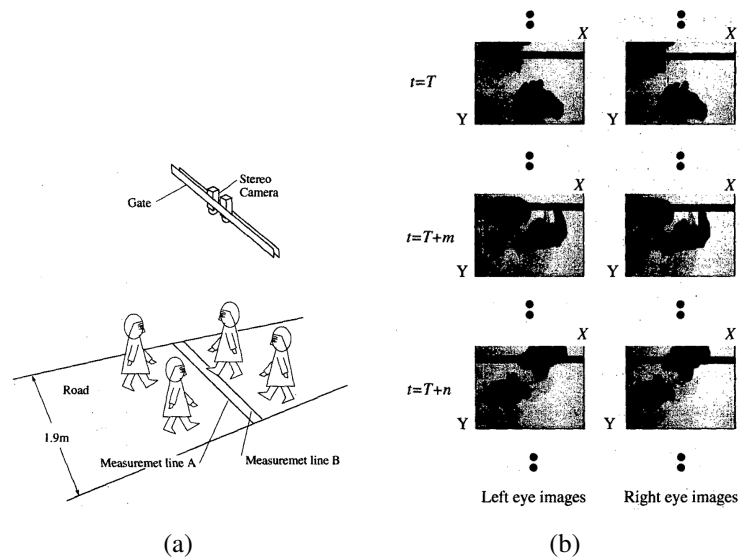 Stereo
Camera
Gate
Road
1.9m
Measuremet line A
Measuremet line B
(a)
X
X
t=T
Y
Y
X
X
t=T+m
Y
Y
X
X
t=T+n
Y
Y
Left eye images
Right eye images
(b)